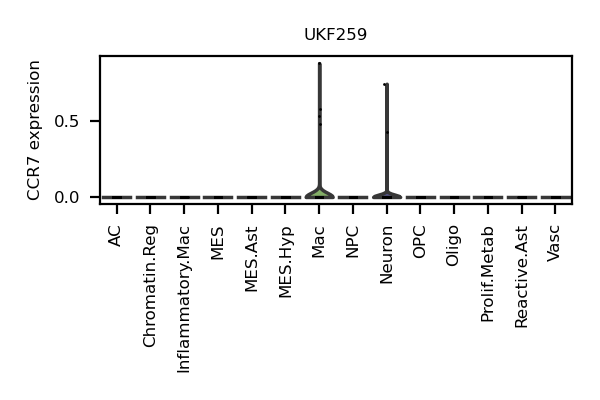 UKF259
CCR7 expression
0.5
0.0
AC
Chromatin.Reg
Inflammatory.Mac
MES
MES.Ast
MES.Hyp
Mac
NPC
Neuron
OPC
Oligo
Prolif.Metab
Reactive.Ast
Vasc